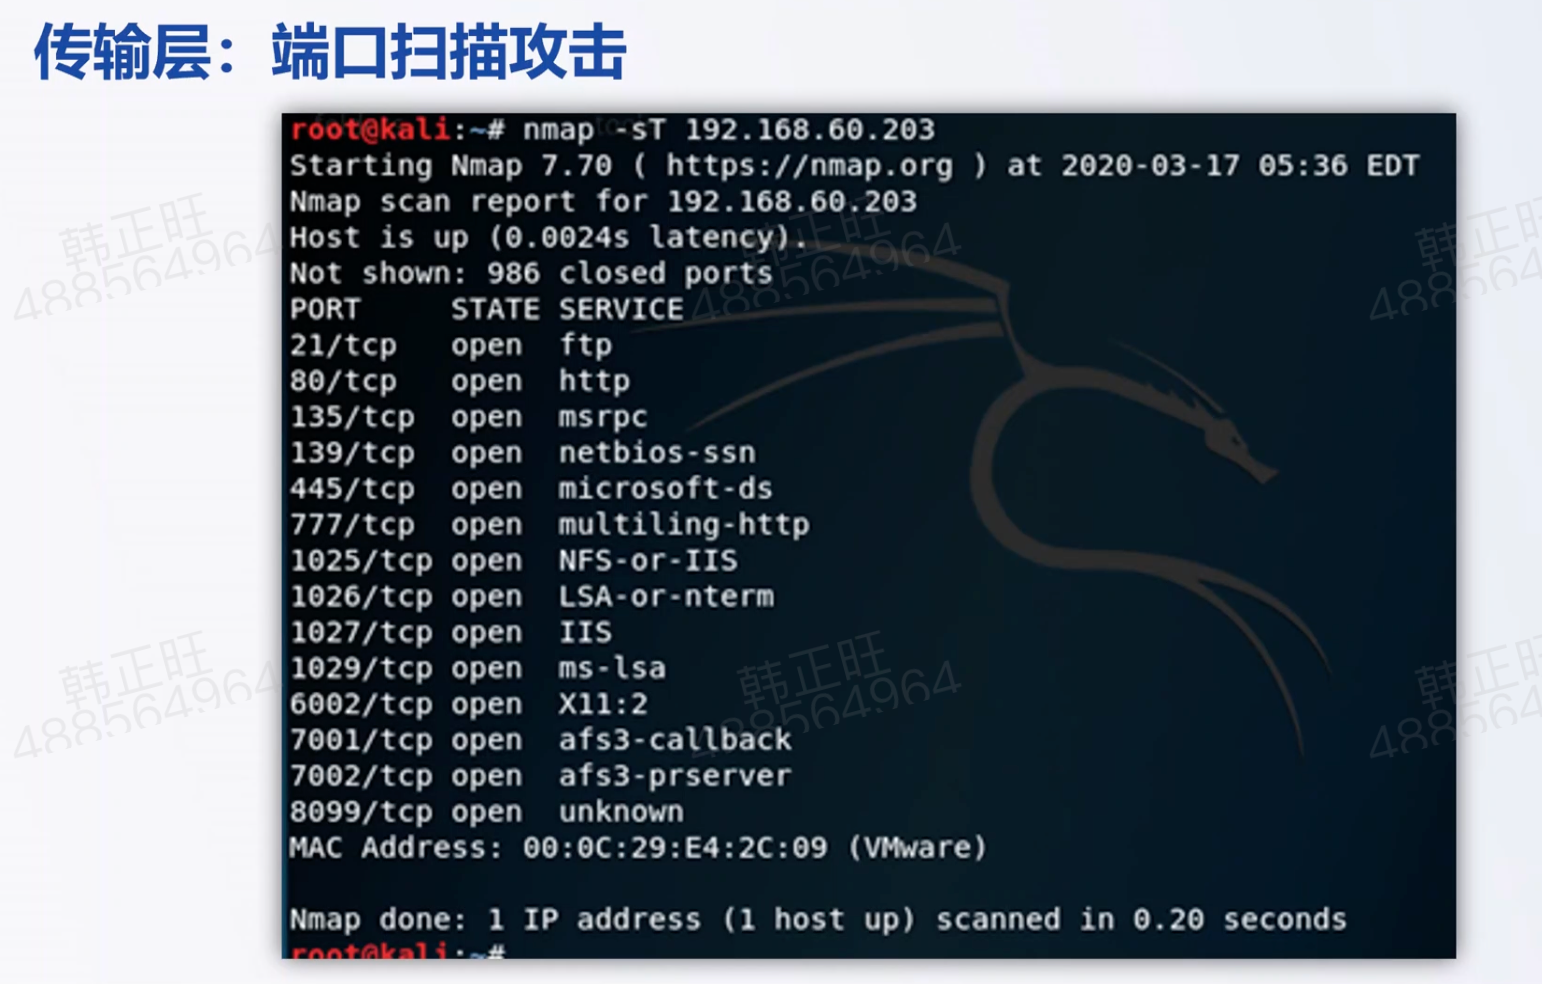 传输层：端口扫描攻击
root@kali:~# nmap -sT 192.168.60.203
Starting Nmap 7.70 ( https://nmap.org ) at 2020-03-17 05:36 EDT
Nmap scan report for 192.168.60.203
Host is up (0.0024s latency).
Not shown: 986 closed ports
PORT     STATE SERVICE
21/tcp   open  ftp
80/tcp   open  http
135/tcp  open  msrpc
139/tcp  open  netbios-ssn
445/tcp  open  microsoft-ds
777/tcp  open  multiling-http
1025/tcp open  NFS-or-IIS
1026/tcp open  LSA-or-nterm
1027/tcp open  IIS
1029/tcp open  ms-lsa
6002/tcp open  X11:2
7001/tcp open  afs3-callback
7002/tcp open  afs3-prserver
8099/tcp open  unknown
MAC Address: 00:0C:29:E4:2C:09 (VMware)
Nmap done: 1 IP address (1 host up) scanned in 0.20 seconds
root@kali:~#
韩正旺
488564964
韩正旺
488564964
韩正旺
488564964
韩正旺
488564964